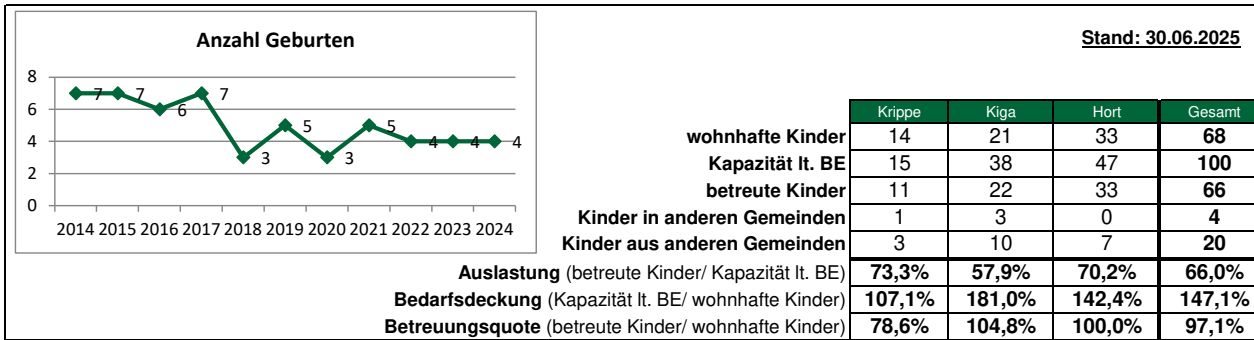 Anzahl Geburten
Stand: 30.06.2025
8
6
4
2
0
7 7 6 7 3 5 3 5 4 4 4
2014 2015 2016 2017 2018 2019 2020 2021 2022 2023 2024
Krippe Kiga Hort Gesamt
wohnhafte Kinder 14 21 33 68
Kapazität lt. BE 15 38 47 100
betreute Kinder 11 22 33 66
Kinder in anderen Gemeinden 1 3 0 4
Kinder aus anderen Gemeinden 3 10 7 20
Auslastung (betreute Kinder/ Kapazität lt. BE) 73,3% 57,9% 70,2% 66,0%
Bedarfsdeckung (Kapazität lt. BE/ wohnhafte Kinder) 107,1% 181,0% 142,4% 147,1%
Betreuungsquote (betreute Kinder/ wohnhafte Kinder) 78,6% 104,8% 100,0% 97,1%